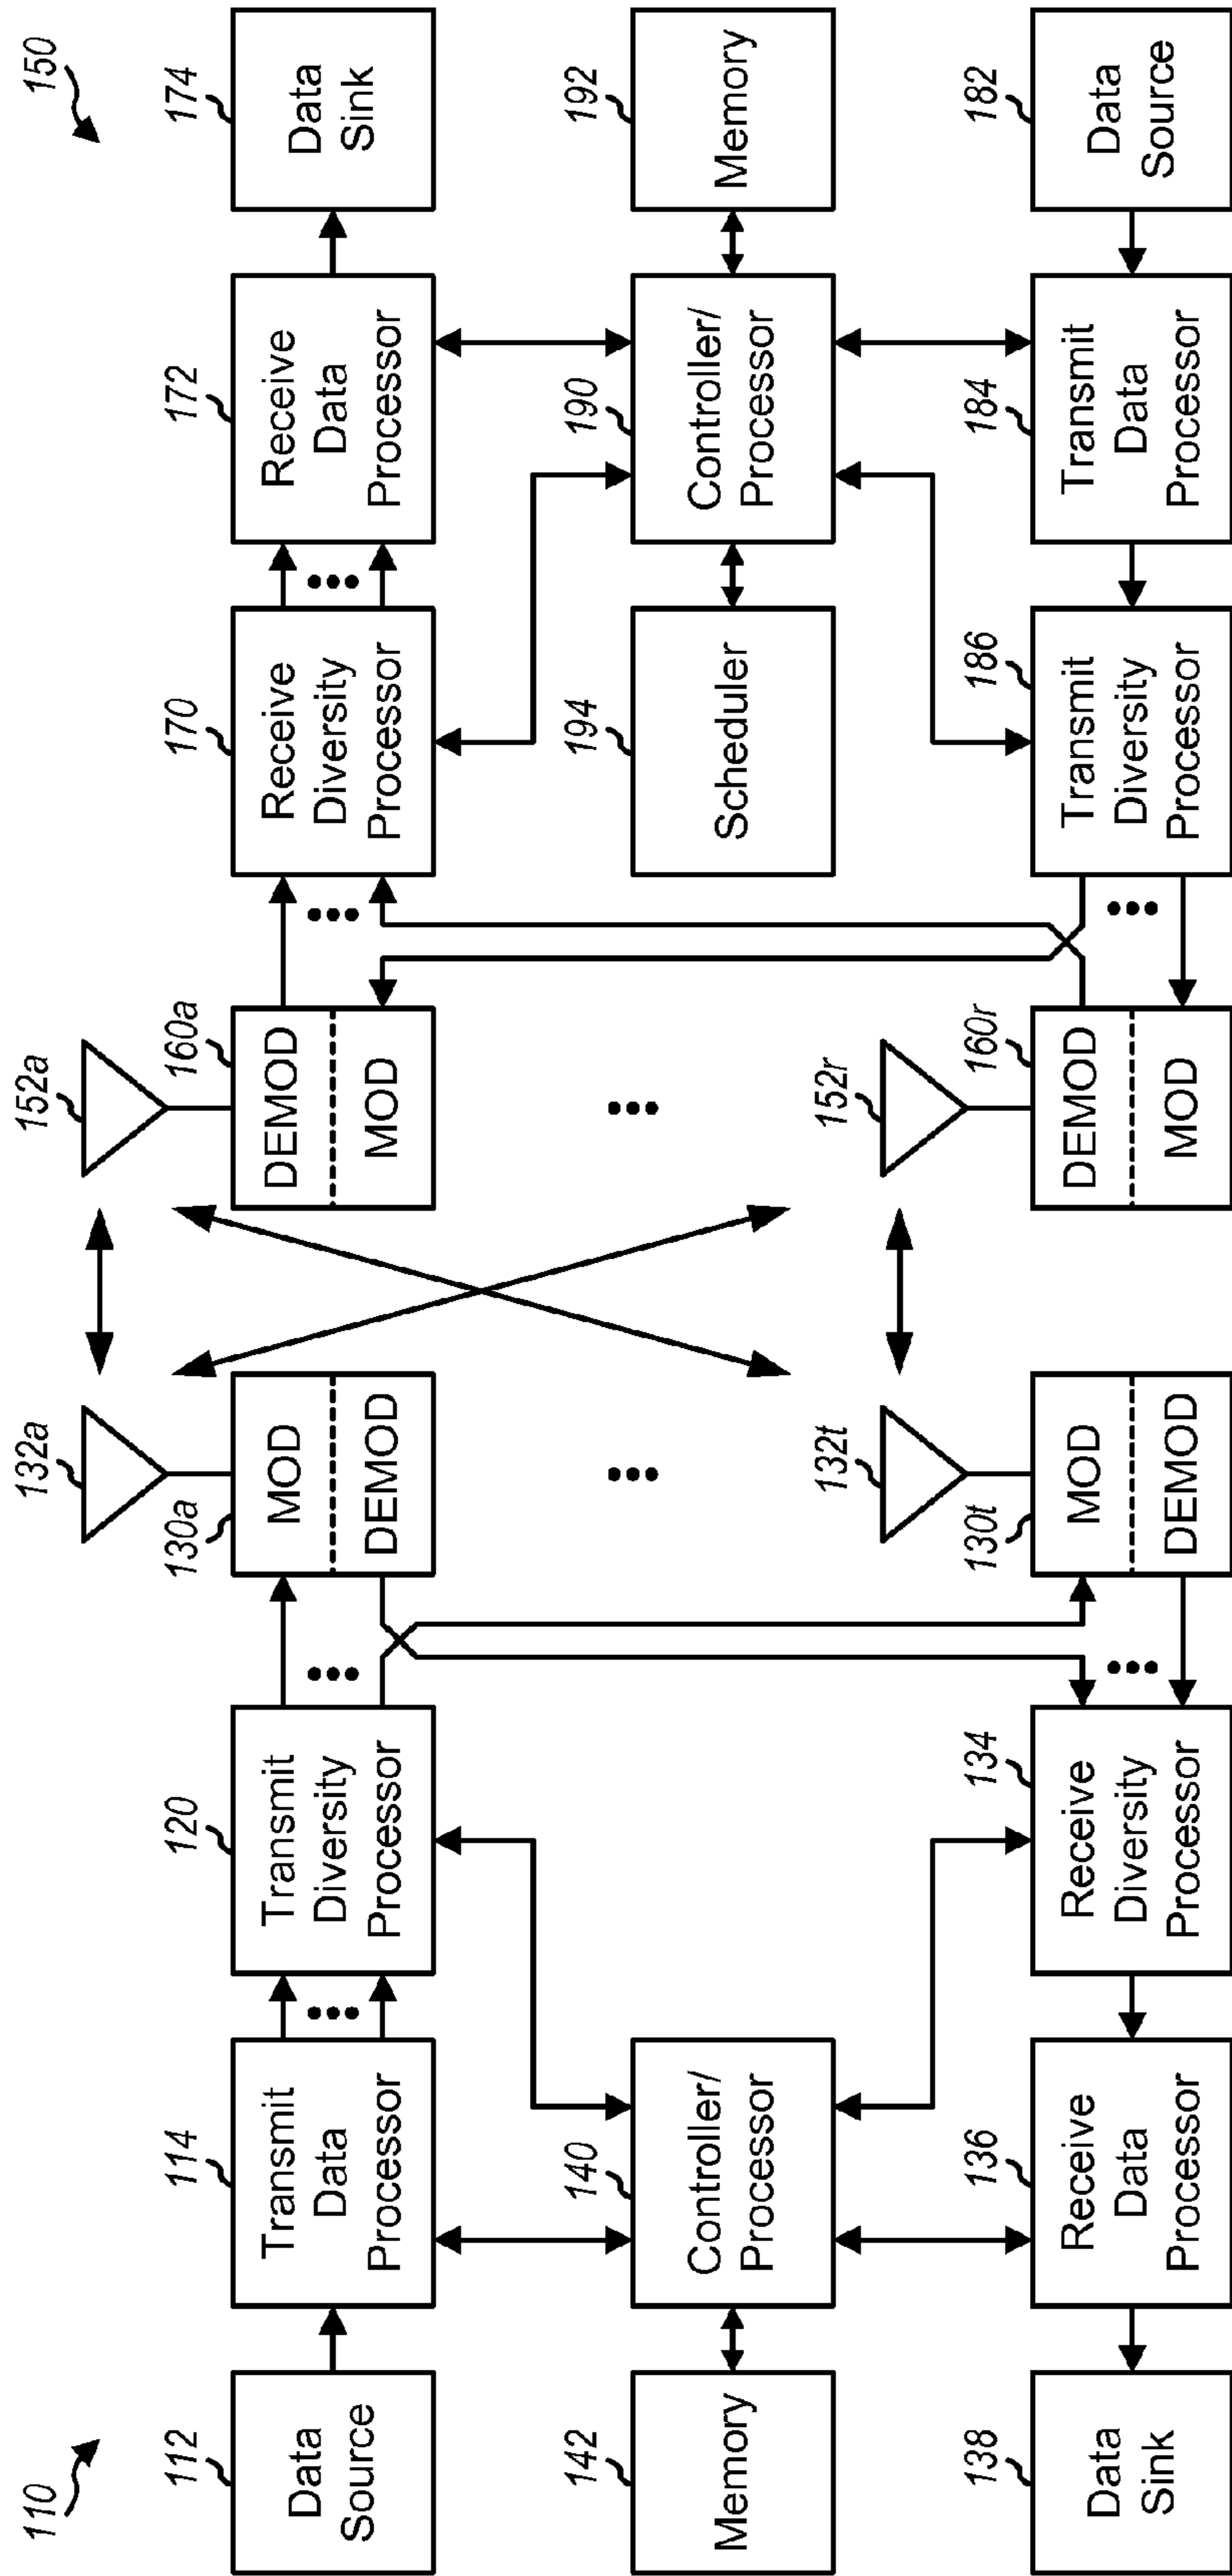 110
112
Data
Source
114
Transmit
Data
Processor
120
Transmit
Diversity
Processor
•••
•••
132a
130a
MOD
DEMOD
•••
132t
130t
MOD
DEMOD
•••
142
Memory
140
Controller/
Processor
138
Data
Sink
136
Receive
Data
Processor
134
Receive
Diversity
Processor
150
152a
160a
DEMOD
MOD
•••
152r
160r
DEMOD
MOD
•••
•••
170
Receive
Diversity
Processor
•••
172
Receive
Data
Processor
174
Data
Sink
194
Scheduler
190
Controller/
Processor
192
Memory
186
Transmit
Diversity
Processor
184
Transmit
Data
Processor
182
Data
Source